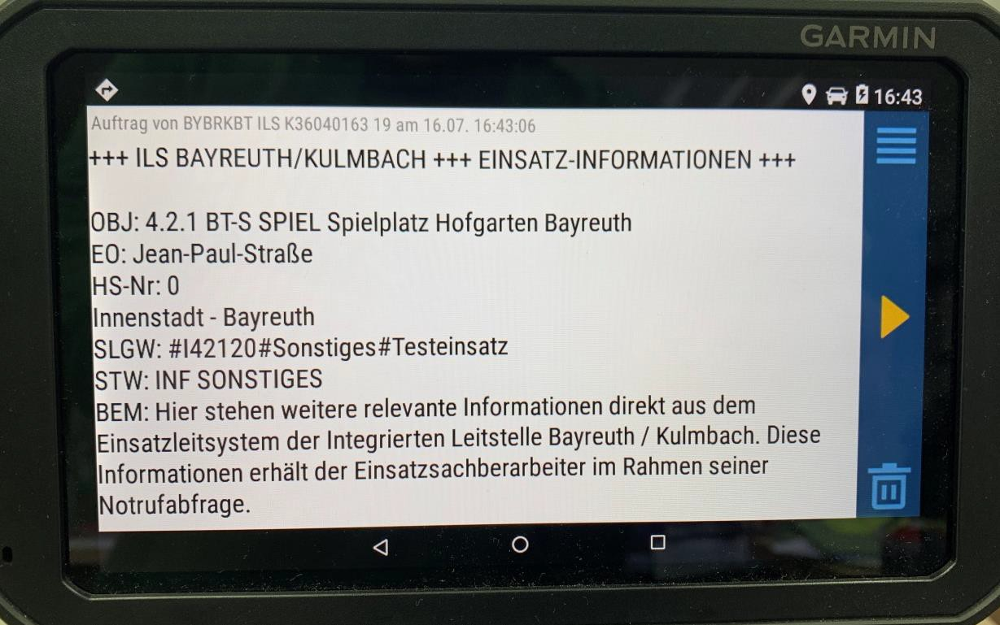 GARMIN
16:43
Auftrag von BYBRKBT ILS K36040163 19 am 16.07. 16:43:06
+++ ILS BAYREUTH/KULMBACH +++ EINSATZ-INFORMATIONEN +++
OBJ: 4.2.1 BT-S SPIEL Spielplatz Hofgarten Bayreuth
EO: Jean-Paul-Straße
HS-Nr: 0
Innenstadt - Bayreuth
SLGW: #I42120#Sonstiges#Testeinsatz
STW: INF SONSTIGES
BEM: Hier stehen weitere relevante Informationen direkt aus dem
Einsatzleitsystem der Integrierten Leitstelle Bayreuth / Kulmbach. Diese
Informationen erhält der Einsatzsachberarbeiter im Rahmen seiner
Notrufabfrage.